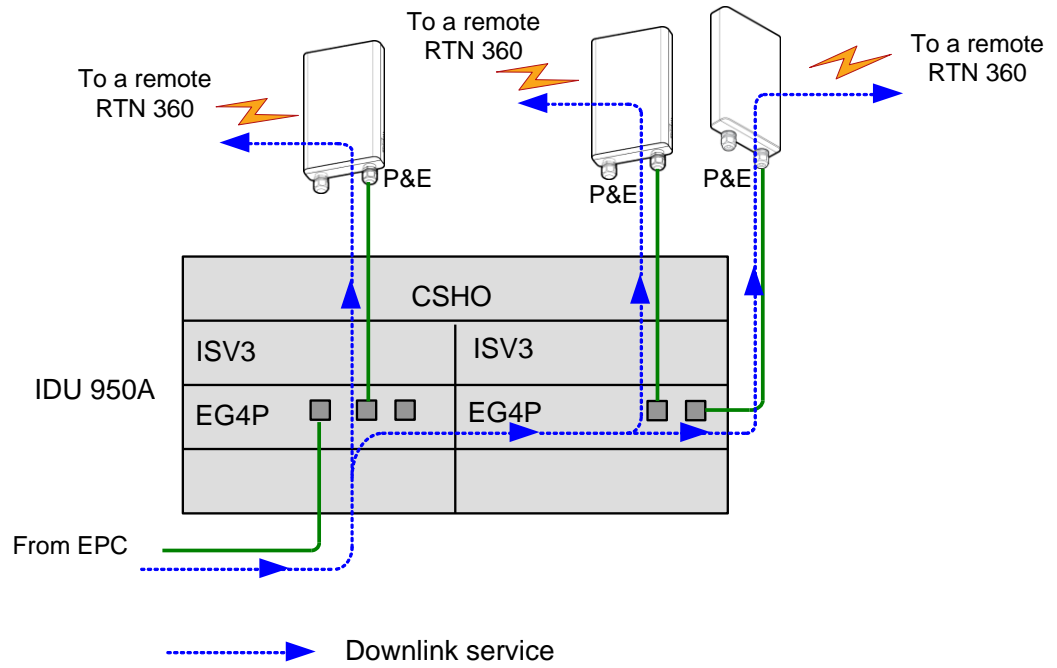 To a remote
RTN 360
To a remote
RTN 360
To a remote
RTN 360
P&E
P&E
P&E
CSHO
ISV3
ISV3
IDU 950A
EG4P
EG4P
From EPC
Downlink service